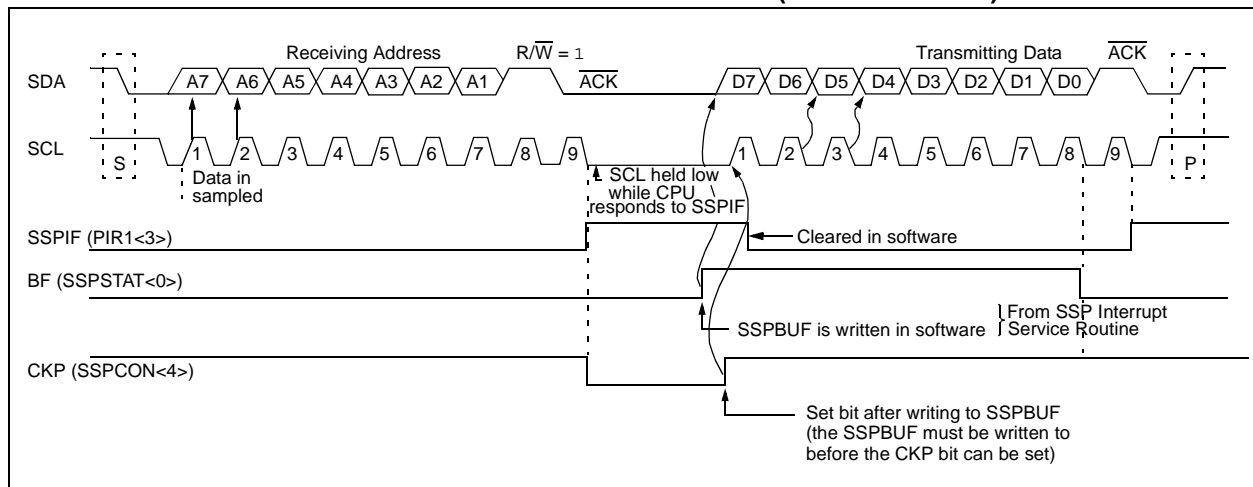 Receiving Address R/W = 1 Transmitting Data ACK
SDA A7 A6 A5 A4 A3 A2 A1 ACK D7 D6 D5 D4 D3 D2 D1 D0
SCL 1 2 3 4 5 6 7 8 9 1 2 3 4 5 6 7 8 9
S P
Data in
sampled
SCL held low
while CPU
responds to SSPIF
SSPIF (PIR1<3>)
Cleared in software
BF (SSPSTAT<0>)
SSPBUF is written in software
From SSP Interrupt
Service Routine
CKP (SSPCON<4>)
Set bit after writing to SSPBUF
(the SSPBUF must be written to
before the CKP bit can be set)